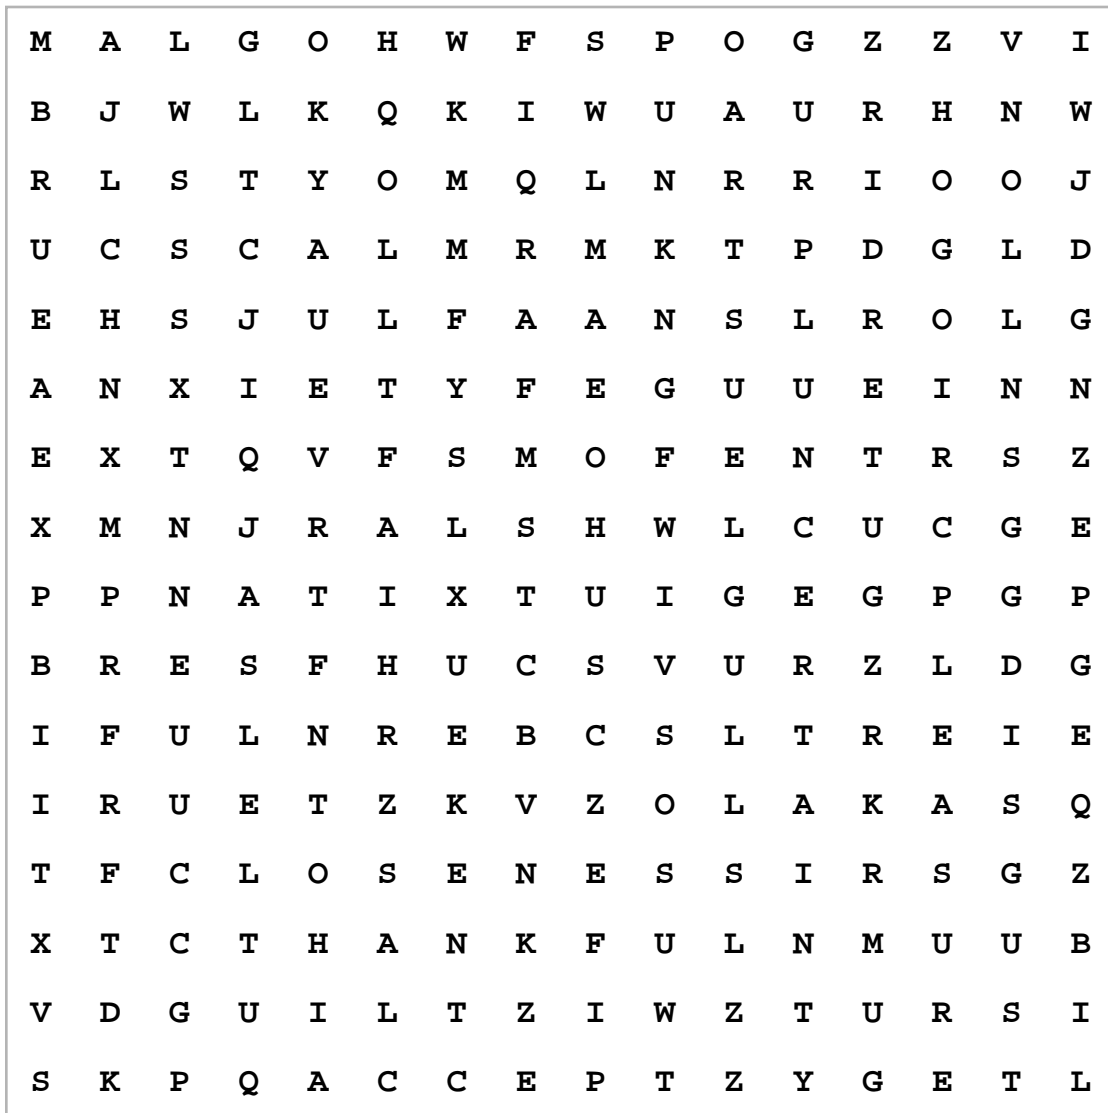 M A L G O H W F S P O G Z Z V I
B J W L K Q K I W U A U R H N W
R L S T Y O M Q L N R R I O O J
U C S C A L M R M K T P D G L D
E H S J U L F A A N S L R O L G
A N X I E T Y F E G U U E I N N
E X T Q V F S M O F E N T R S Z
X M N J R A L S H W L C U C G E
P P N A T I X T U I G E G P G P
B R E S F H U C S V U R Z L D G
I F U L N R E B C S L T R E I E
I R U E T Z K V Z O L A K A S Q
T F C L O S E N E S S I R S G Z
X T C T H A N K F U L N M U U B
V D G U I L T Z I W Z T U R S I
S K P Q A C C E P T Z Y G E T L